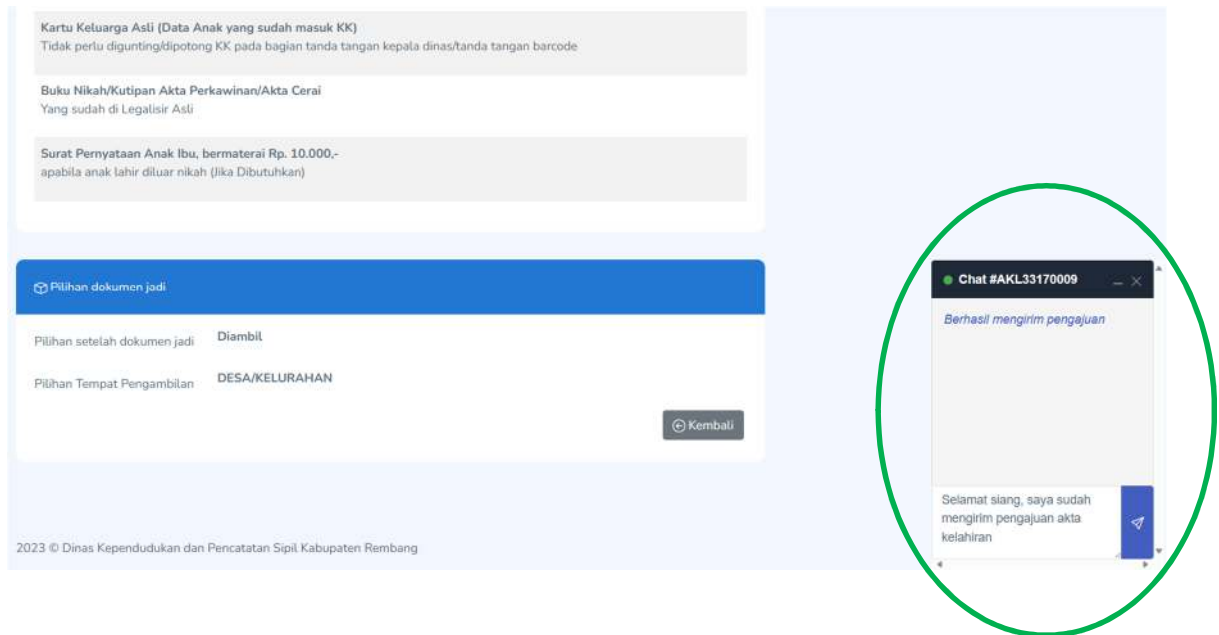 Kartu Keluarga Asli (Data Anak yang sudah masuk KK)
Tidak perlu digunting/dipotong KK pada bagian tanda tangan kepala dinas/tanda tangan barcode
Buku Nikah/Kutipan Akta Perkawinan/Akta Cerai
Yang sudah di Legalisir Asli
Surat Pernyataan Anak Ibu, bermaterai Rp. 10.000,-
apabila anak lahir diluar nikah (Jika Dibutuhkan)
Pilihan dokumen jadi
Pilihan setelah dokumen jadi Diambil
Pilihan Tempat Pengambilan DESA/KELURAHAN
Kembali
2023 © Dinas Kependudukan dan Pencatatan Sipil Kabupaten Rembang
Chat #AKL33170009
Berhasil mengirim pengajuan
Selamat siang, saya sudah
mengirim pengajuan akta
kelahiran